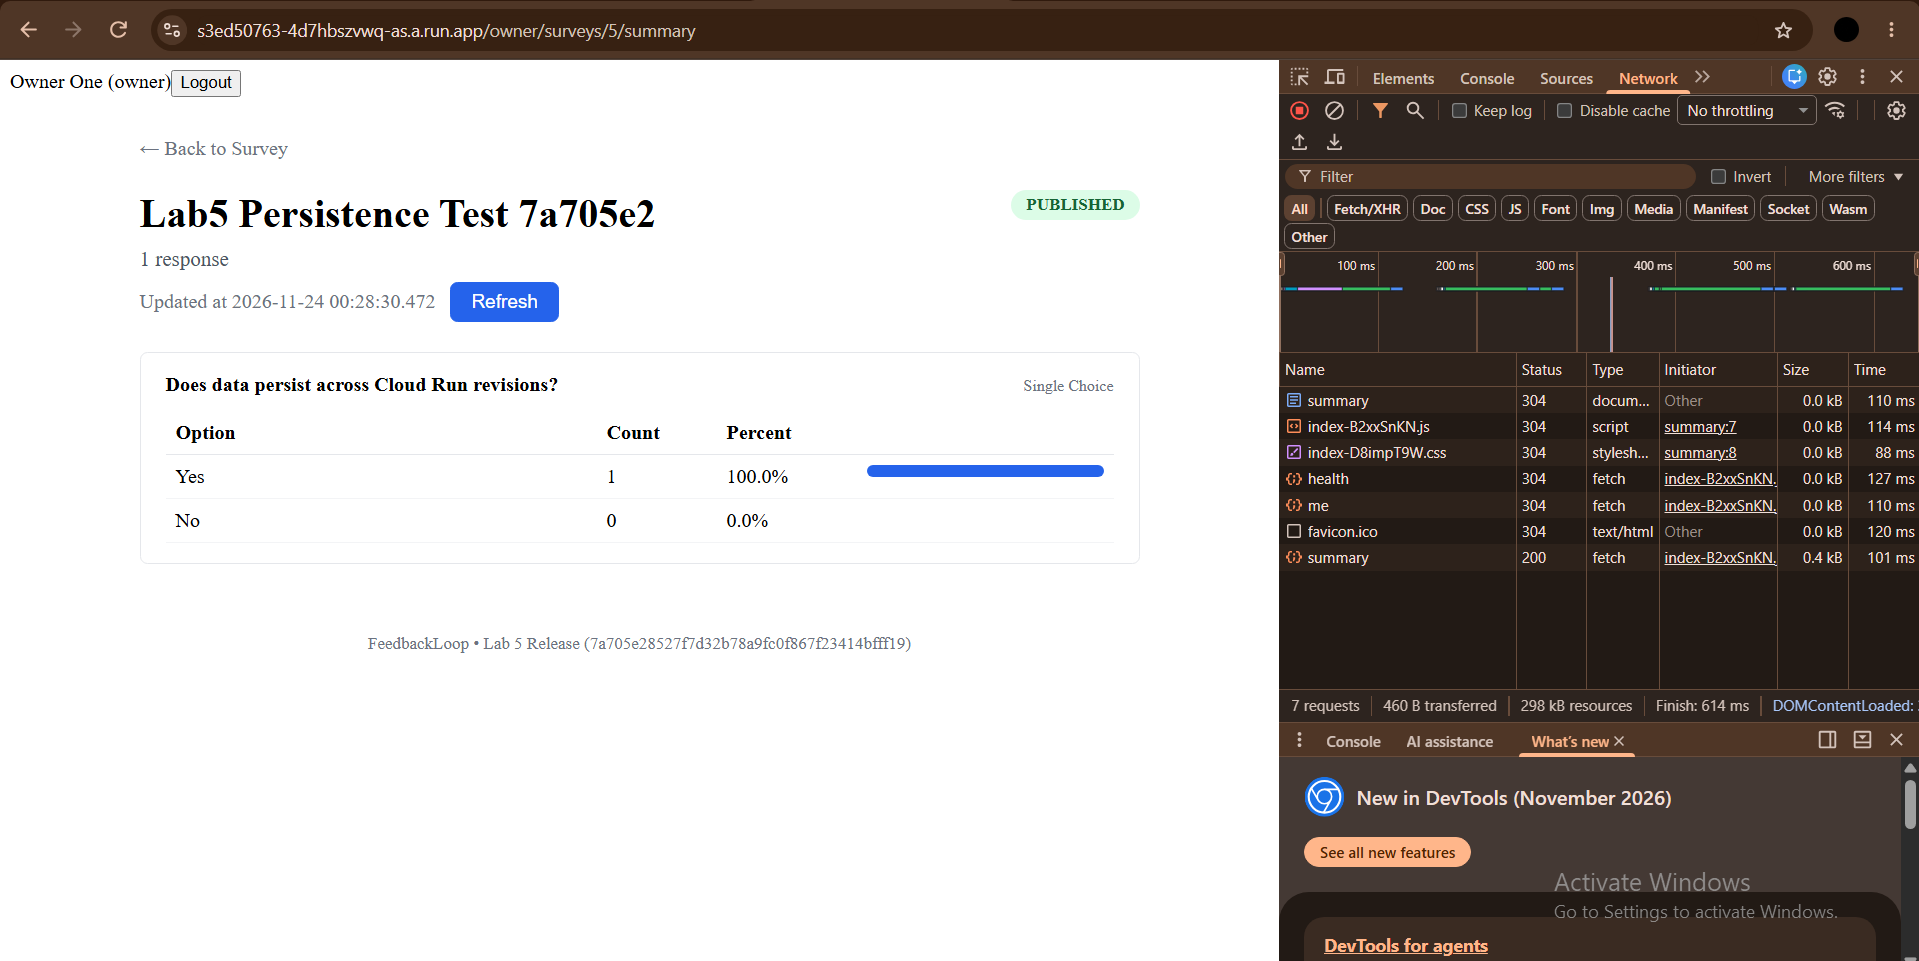 s3ed50763-4d7hbszvwq-as.a.run.app/owner/surveys/5/summary
Owner One (owner) Logout
← Back to Survey
Lab5 Persistence Test 7a705e2
PUBLISHED
1 response
Updated at 2026-11-24 00:28:30.472 Refresh
Does data persist across Cloud Run revisions? Single Choice
Option Count Percent
Yes 1 100.0%
No 0 0.0%
FeedbackLoop • Lab 5 Release (7a705e28527f7d32b78a9fc0f867f23414bfff19)
Elements Console Sources Network
Keep log Disable cache No throttling
Filter Invert More filters
All Fetch/XHR Doc CSS JS Font Img Media Manifest Socket Wasm
Other
100 ms 200 ms 300 ms 400 ms 500 ms 600 ms
Name Status Type Initiator Size Time
summary 304 docum... Other 0.0 kB 110 ms
index-B2xxSnKN.js 304 script summary:7 0.0 kB 114 ms
index-D8impT9W.css 304 stylesh... summary:8 0.0 kB 88 ms
health 304 fetch index-B2xxSnKN. 0.0 kB 127 ms
me 304 fetch index-B2xxSnKN. 0.0 kB 110 ms
favicon.ico 304 text/html Other 0.0 kB 120 ms
summary 200 fetch index-B2xxSnKN. 0.4 kB 101 ms
7 requests 460 B transferred 298 kB resources Finish: 614 ms DOMContentLoaded:
Console AI assistance What's new
New in DevTools (November 2026)
See all new features
Activate Windows
Go to Settings to activate Windows.
DevTools for agents